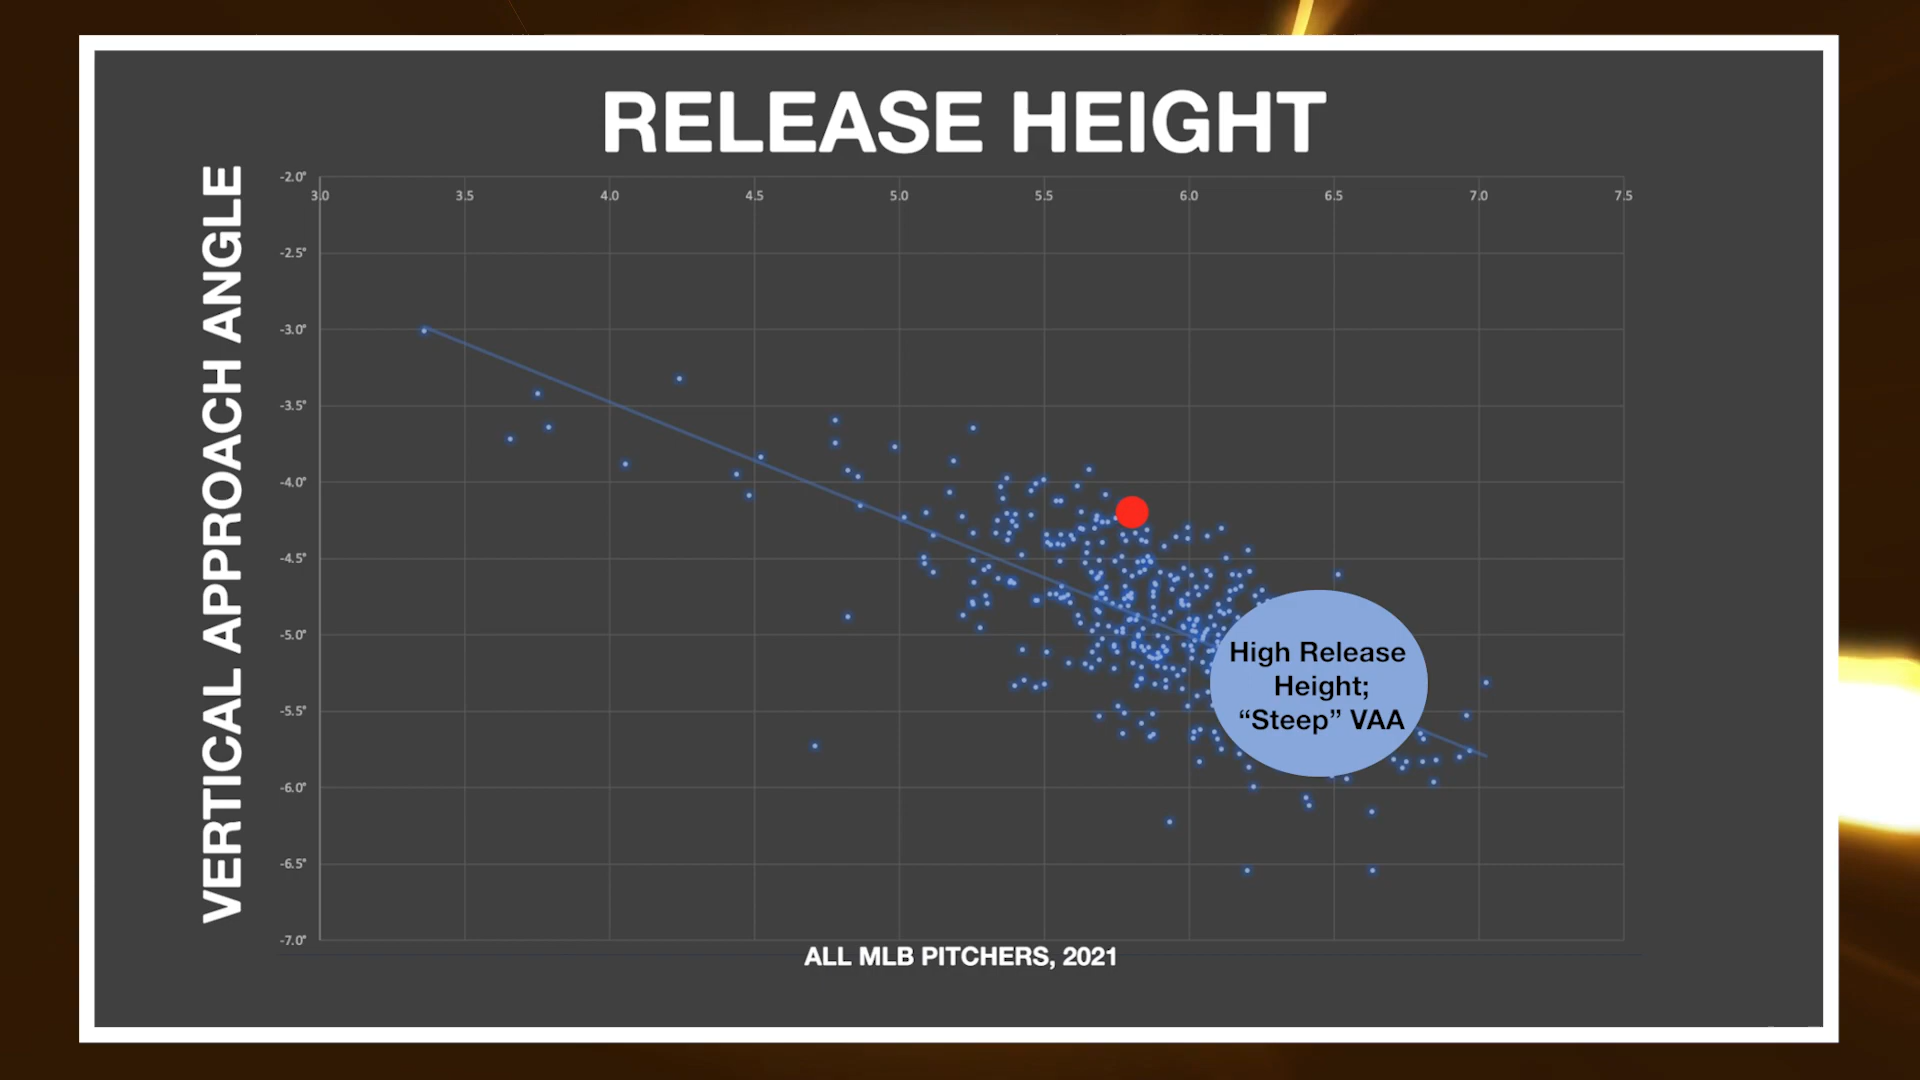 RELEASE HEIGHT
VERTICAL APPROACH ANGLE
-2.0°
3.0 3.5 4.0 4.5 5.0 5.5 6.0 6.5 7.0 7.5
-2.5°
-3.0°
-3.5°
-4.0°
-4.5°
-5.0°
High Release
Height;
“Steep” VAA
-5.5°
-6.0°
-6.5°
-7.0°
ALL MLB PITCHERS, 2021